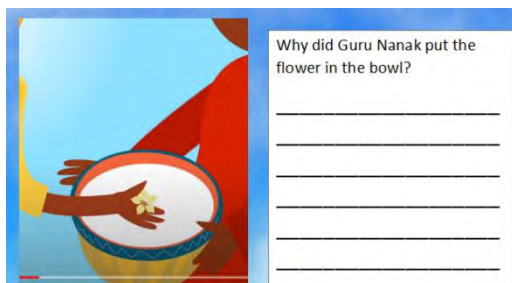 Why did Guru Nanak put the
flower in the bowl?